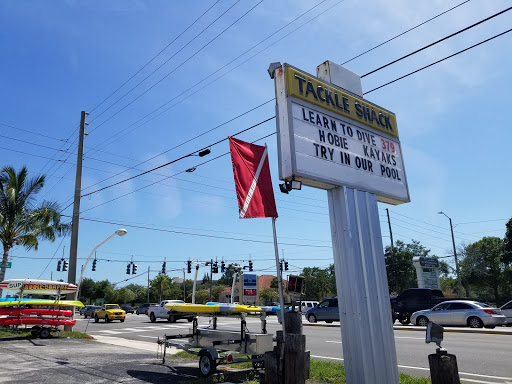 TACKLE SHACK
LEARN TO DIVE 379
HOBIE KAYAKS
TRY IN OUR POOL